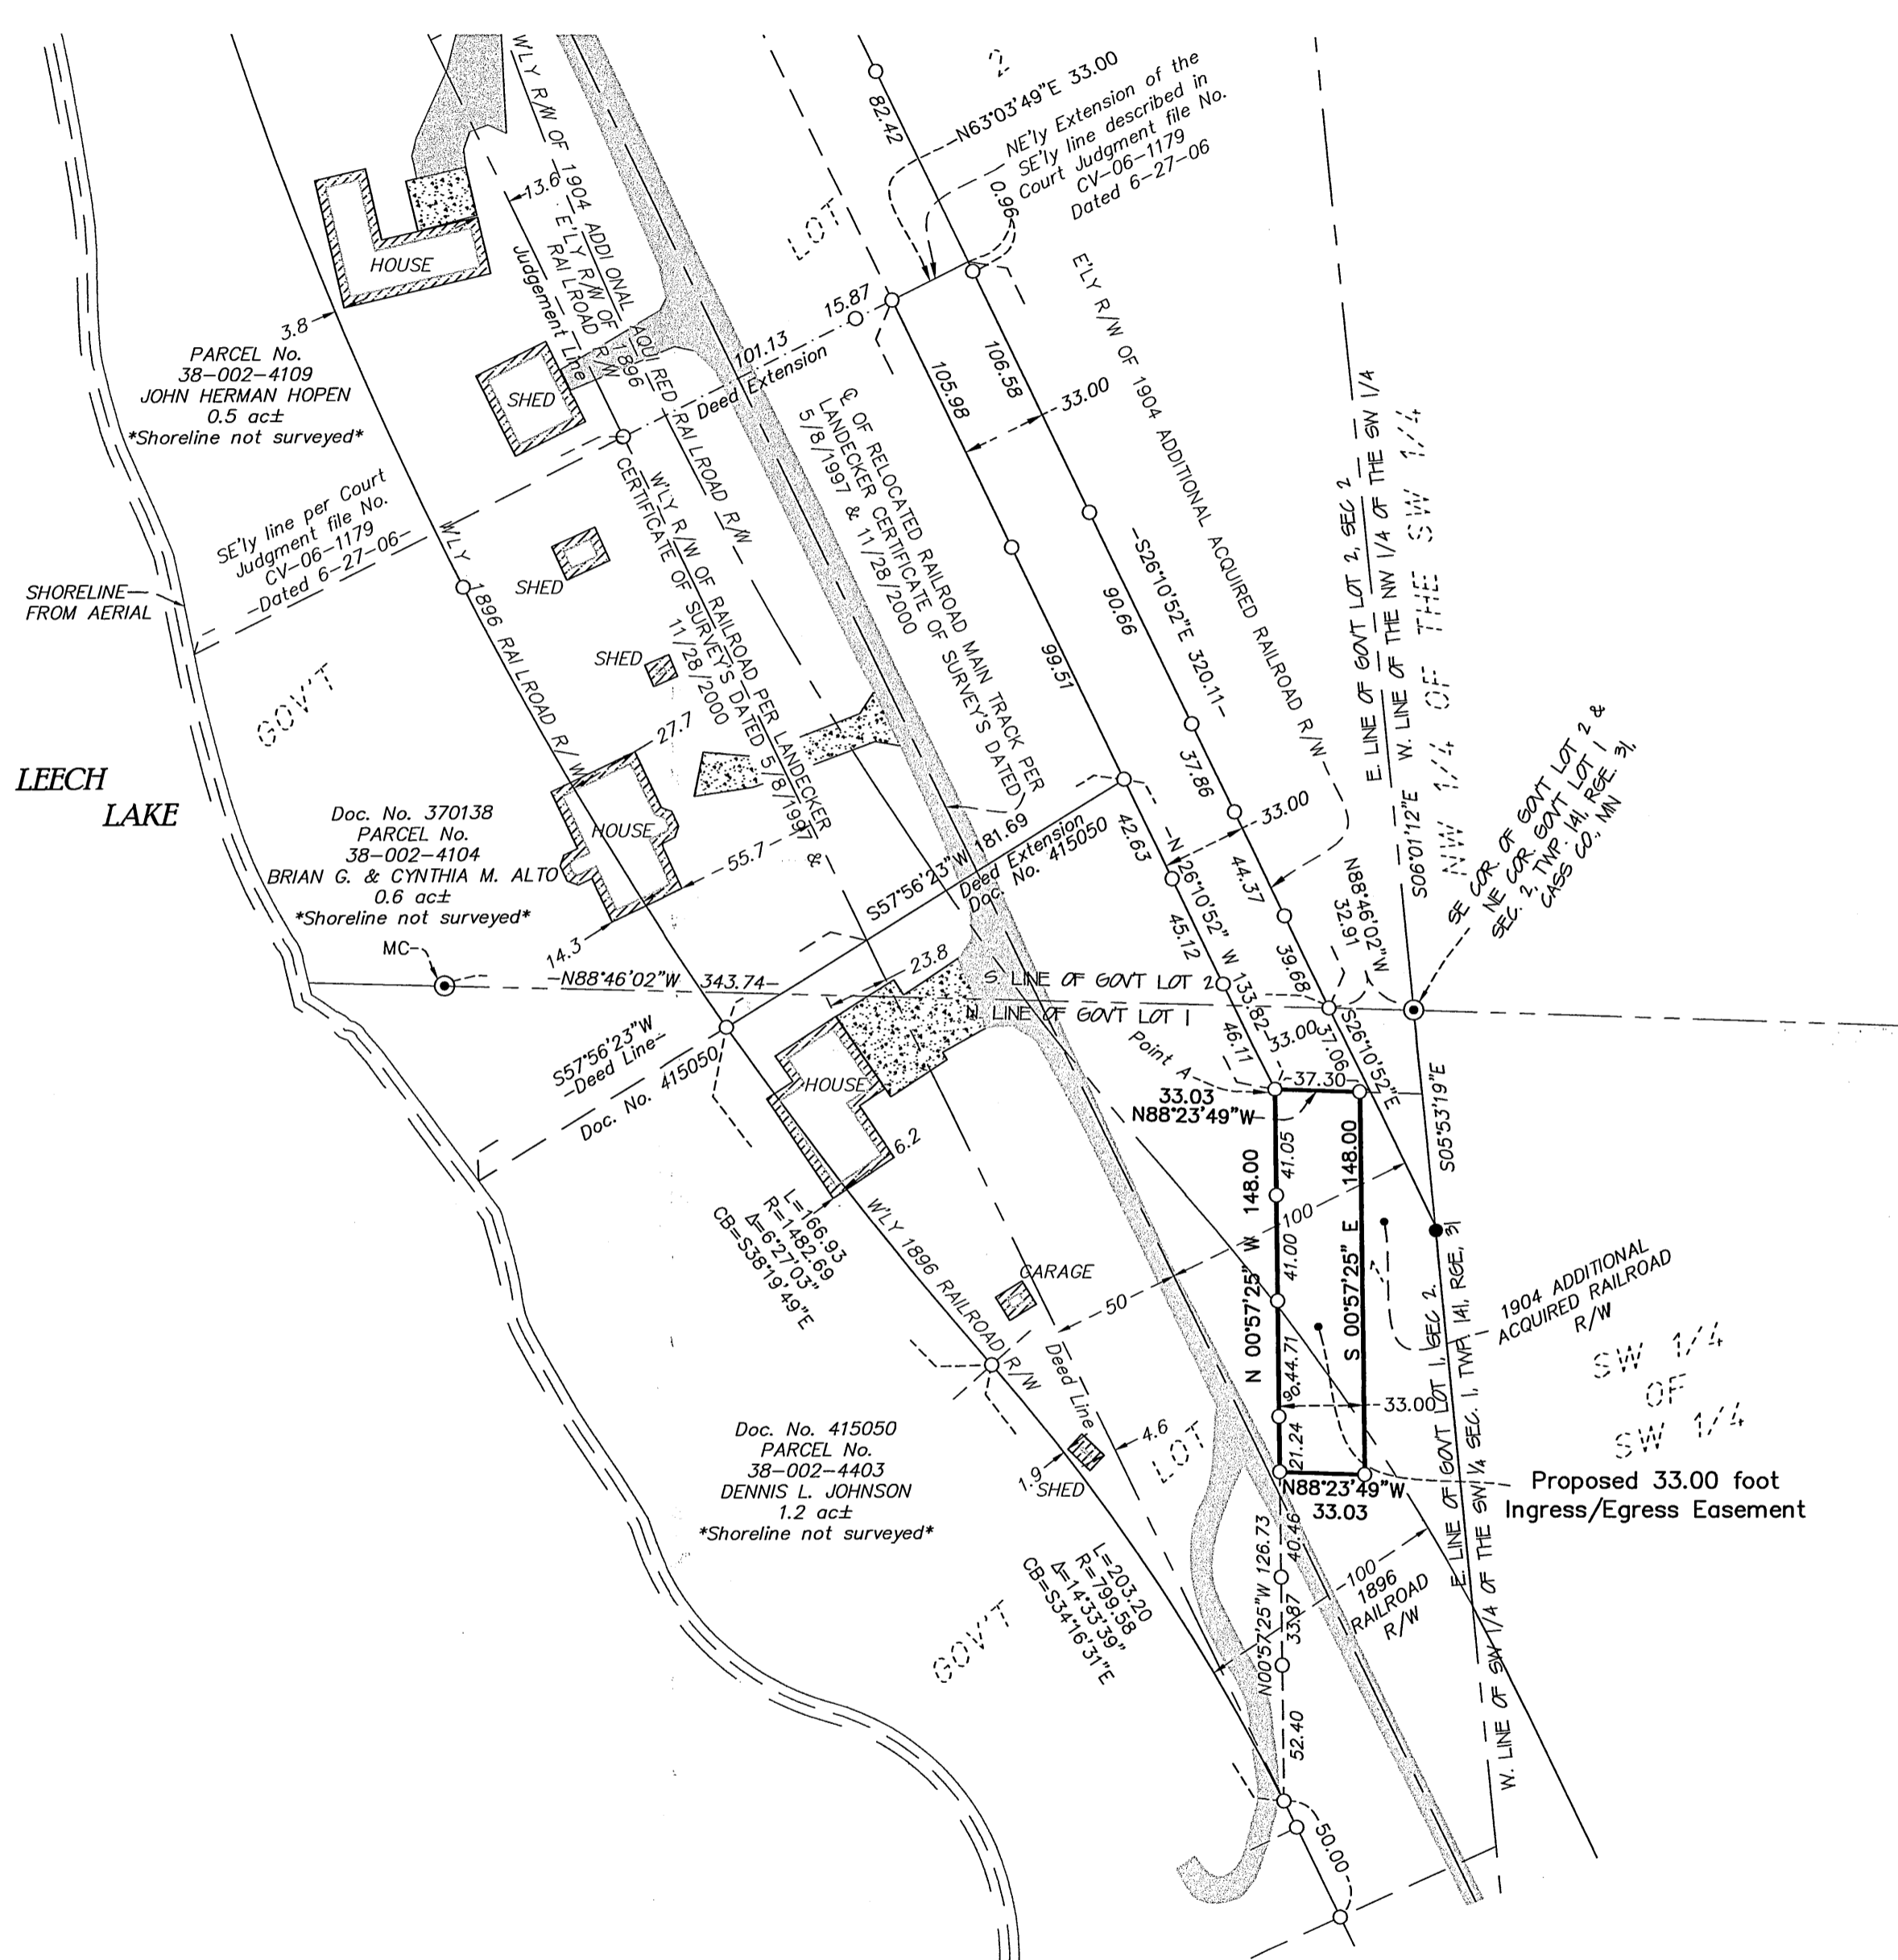 2
82.42
N63°03'49"E 33.00
NE'ly Extension of the
SE'ly line described in
Court Judgment file No.
CV-06-1179
Dated 6-27-06
0.96
W'LY R/W OF 1904 ADDI ONAL AQUI RED RAILROAD R/W
E'LY R/W OF 1896
RAILROAD R/W
Judgement Line
13.6
HOUSE
3.8
LOT
15.87
101.13
Deed Extension
105.98
106.58
33.00
E'LY R/W OF 1904 ADDITIONAL ACQUIRED RAILROAD R/W
PARCEL No.
38-002-4109
JOHN HERMAN HOPEN
0.5 ac±
*Shoreline not surveyed*
SHED
SE'ly line per Court
Judgment file No.
CV-06-1179
Dated 6-27-06
SHORELINE
FROM AERIAL
W'LY 1896 RAILROAD R/W
SHED
SHED
W'LY R/W OF RAILROAD PER LANDECKER
CERTIFICATE OF SURVEY'S DATED 5/8/1997 &
11/28/2000
℄ OF RELOCATED RAILROAD MAIN TRACK PER
LANDECKER CERTIFICATE OF SURVEY'S DATED
5/8/1997 & 11/28/2000
E. LINE OF GOVT LOT 2, SEC 2
W. LINE OF THE NW 1/4 OF THE SW 1/4
NW 1/4 OF THE SW 1/4
S06°01'12"E
S26°10'52"E 320.11
90.66
99.51
37.86
33.00
44.37
42.63
N 26°10'52" W 133.82
45.12
39.68
N88°46'02"W
32.91
SE COR. OF GOVT LOT 2 &
NE COR. GOVT LOT 1
SEC. 2, TWP. 141, RGE. 31,
CASS CO., MN
GOV'T
LEECH
LAKE
27.7
HOUSE
55.7
14.3
Doc. No. 370138
PARCEL No.
38-002-4104
BRIAN G. & CYNTHIA M. ALTO
0.6 ac±
*Shoreline not surveyed*
MC
N88°46'02"W 343.74
S57°56'23"W 181.69
Deed Extension
Doc. No. 415050
23.8
S. LINE OF GOVT LOT 2
N. LINE OF GOVT LOT 1
S57°56'23"W
-Deed Line-
Doc. No. 415050
HOUSE
6.2
Point A
46.11
33.00
37.06
S26°10'52"E
37.30
33.03
N88°23'49"W
S05°53'19"E
N 00°57'25" W 148.00
41.05
41.00
44.71
21.24
S 00°57'25" E 148.00
100
50
33.00
L=166.93
R=1482.69
Δ=6°27'03"
CB=S38°19'49"E
W'LY 1896 RAILROAD R/W
GARAGE
Deed Line
4.6
1.9
SHED
LOT
1904 ADDITIONAL
ACQUIRED RAILROAD
R/W
SW 1/4
OF
SW 1/4
Doc. No. 415050
PARCEL No.
38-002-4403
DENNIS L. JOHNSON
1.2 ac±
*Shoreline not surveyed*
N88°23'49"W
33.03
Proposed 33.00 foot
Ingress/Egress Easement
E. LINE OF GOVT LOT 1, SEC 2.
W. LINE OF SW 1/4 OF THE SW 1/4 SEC. 1, TWP. 141, RGE. 31
L=203.20
R=799.58
Δ=14°33'39"
CB=S34°16'31"E
N00°57'25"W 126.73
40.46
33.87
52.40
100
1896
RAILROAD
R/W
GOV'T
50.00